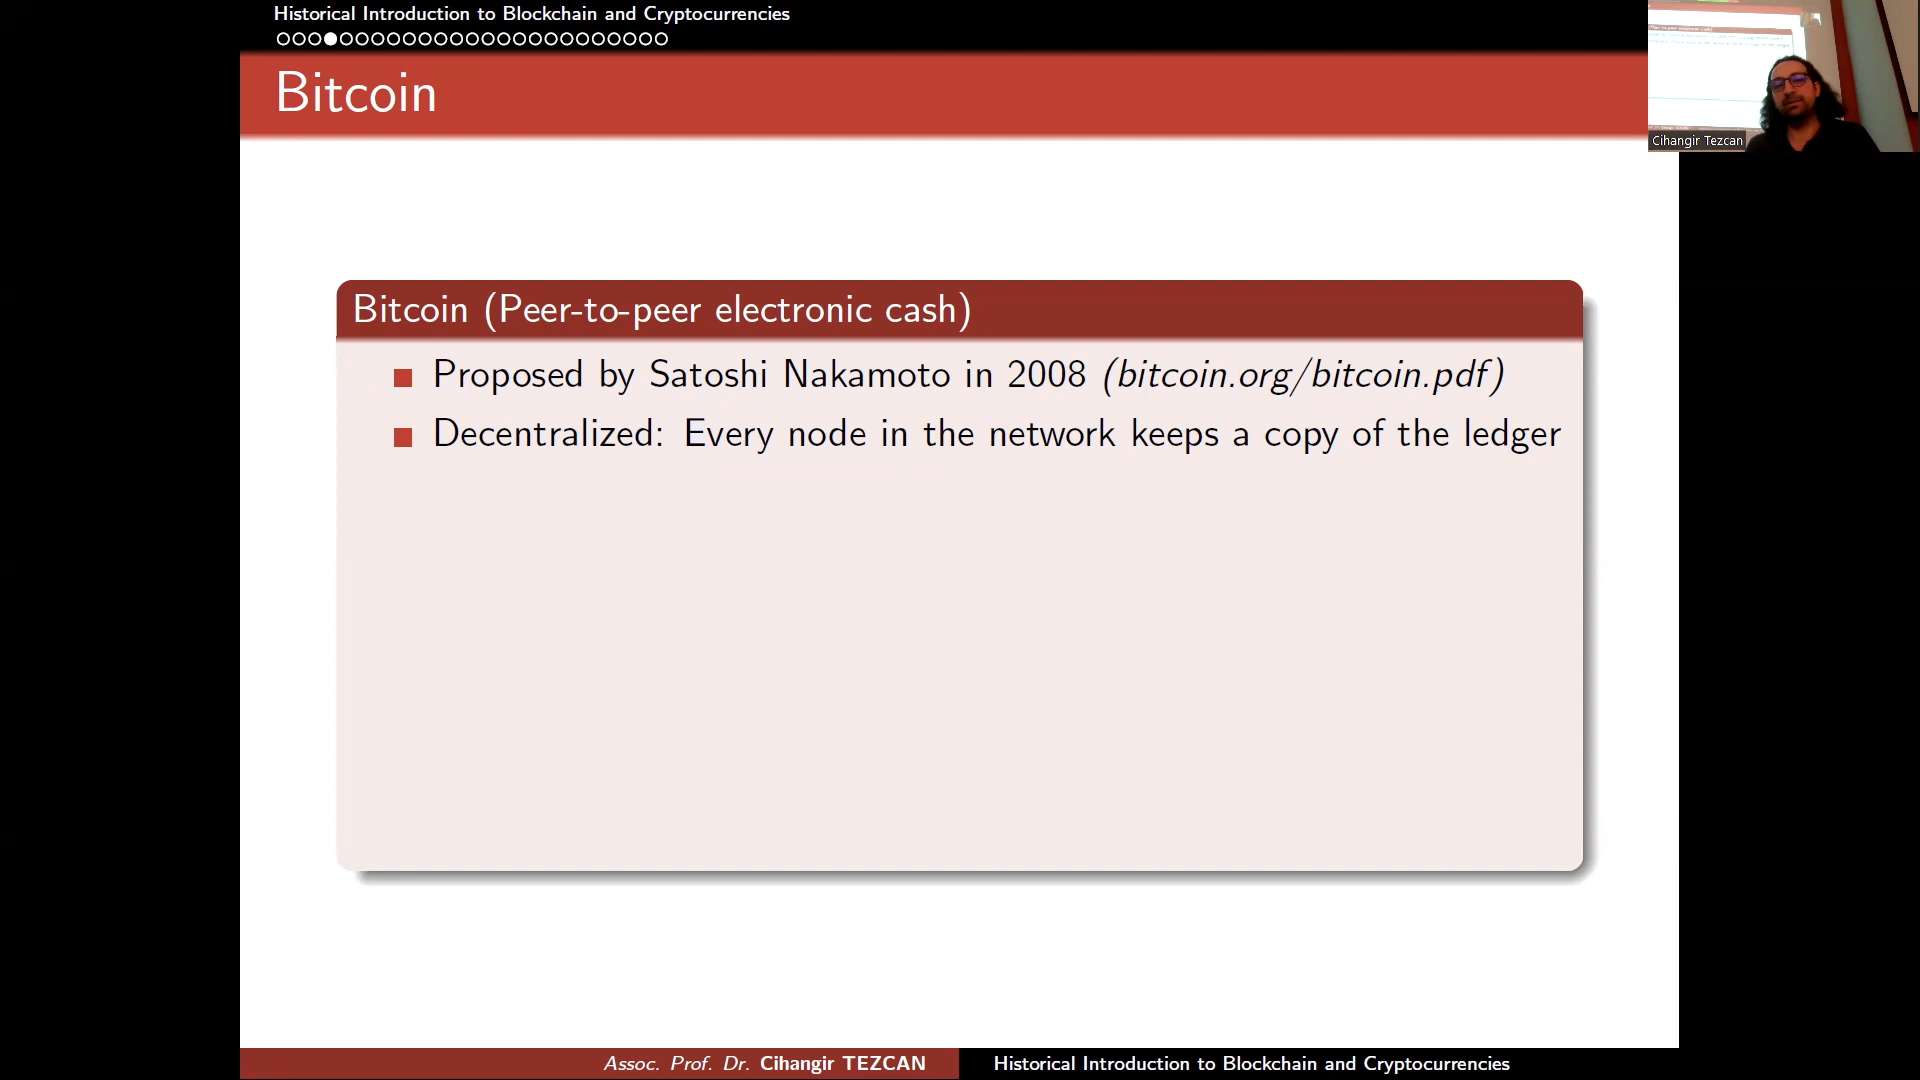 Historical Introduction to Blockchain and Cryptocurrencies
Bitcoin
Cihangir Tezcan
Bitcoin (Peer-to-peer electronic cash)
Proposed by Satoshi Nakamoto in 2008 (bitcoin.org/bitcoin.pdf)
Decentralized: Every node in the network keeps a copy of the ledger
Assoc. Prof. Dr. Cihangir TEZCAN
Historical Introduction to Blockchain and Cryptocurrencies